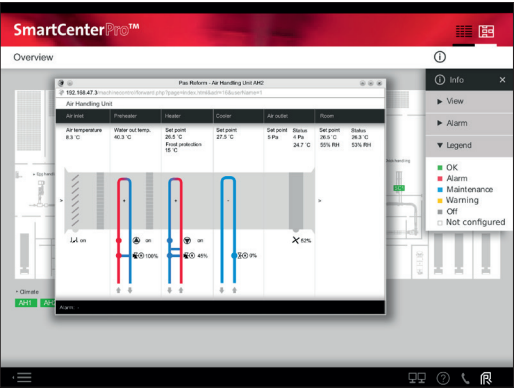 SmartCenterPro™
Overview
Info
View
Alarm
Legend
OK
Alarm
Maintenance
Warning
Off
Not configured
Pas Reform - Air Handling Unit AH2
Air Handling Unit
Air inlet Preheater Heater Cooler Air outlet Room
Air temperature Water out temp. Set point Set point Set point Status Set point Status
8.3 °C 40.3 °C 26.5 °C 27.5 °C 5 Pa 4 Pa 26.5 °C 26.3 °C
Frost protection 24.7 °C 55% RH 53% RH
15 °C
on on on 62%
100% 45% 0%
Alarm: -
Climate
AH1